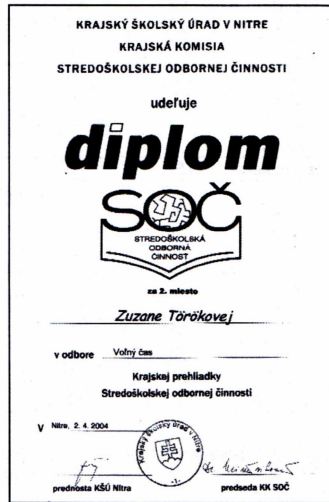 KRAJSKÝ ŠKOLSKÝ ÚRAD V NITRE
KRAJSKÁ KOMISIA
STREDOŠKOLSKEJ ODBORNEJ ČINNOSTI
udeľuje
diplom
SOČ
STREDOŠKOLSKÁ
ODBORNÁ
ČINNOSŤ
za 2. miesto
Zuzane Törökovej
v odbore Voľný čas
Krajskej prehliadky
Stredoškolskej odbornej činnosti
V Nitre, 2. 4. 2004
Krajský školský úrad v Nitre
-1-
prednosta KŠÚ Nitra predseda KK SOČ